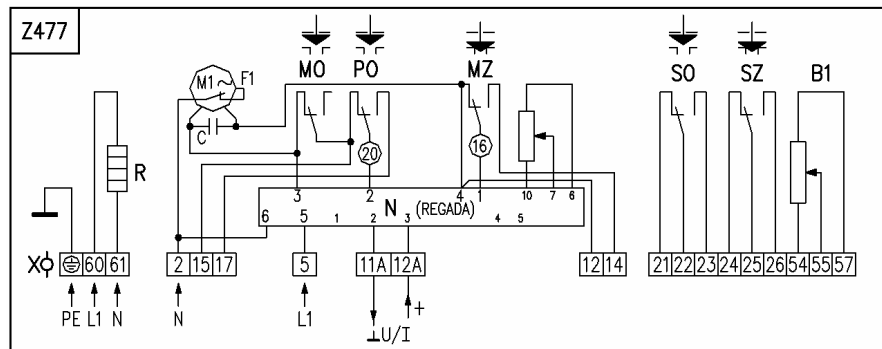 Z477
MO PO MZ SO SZ B1
M1 ~ F1
C
R
20
16
3 2 4 1 10 7 6
N (REGADA)
6 5 1 2 3 4 5
X 60 61 2 15 17 5 11A 12A 12 14 21 22 23 24 25 26 54 55 57
PE L1 N N L1 +
⊥U/I